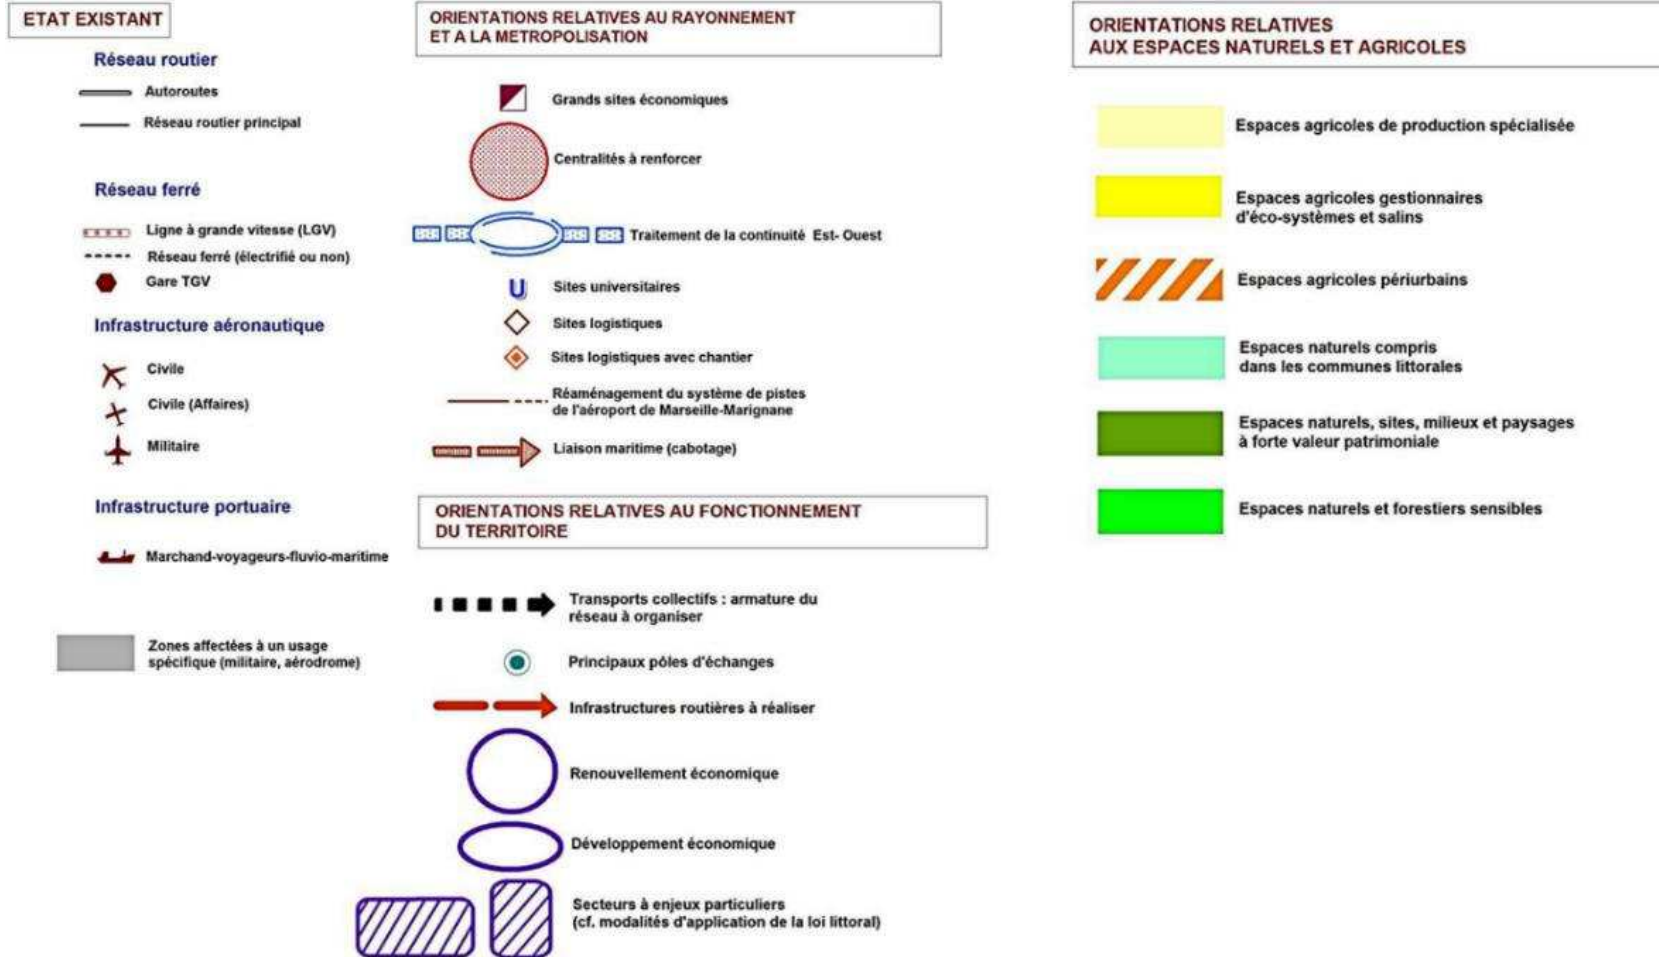 ETAT EXISTANT
Réseau routier
Autoroutes
Réseau routier principal
Réseau ferré
Ligne à grande vitesse (LGV)
Réseau ferré (électrifié ou non)
Gare TGV
Infrastructure aéronautique
Civile
Civile (Affaires)
Militaire
Infrastructure portuaire
Marchand-voyageurs-fluvio-maritime
Zones affectées à un usage
spécifique (militaire, aérodrome)
ORIENTATIONS RELATIVES AU RAYONNEMENT
ET A LA METROPOLISATION
Grands sites économiques
Centralités à renforcer
Traitement de la continuité Est- Ouest
U Sites universitaires
Sites logistiques
Sites logistiques avec chantier
Réaménagement du système de pistes
de l'aéroport de Marseille-Marignane
Liaison maritime (cabotage)
ORIENTATIONS RELATIVES AU FONCTIONNEMENT
DU TERRITOIRE
Transports collectifs : armature du
réseau à organiser
Principaux pôles d'échanges
Infrastructures routières à réaliser
Renouvellement économique
Développement économique
Secteurs à enjeux particuliers
(cf. modalités d'application de la loi littoral)
ORIENTATIONS RELATIVES
AUX ESPACES NATURELS ET AGRICOLES
Espaces agricoles de production spécialisée
Espaces agricoles gestionnaires
d'éco-systèmes et salins
Espaces agricoles périurbains
Espaces naturels compris
dans les communes littorales
Espaces naturels, sites, milieux et paysages
à forte valeur patrimoniale
Espaces naturels et forestiers sensibles